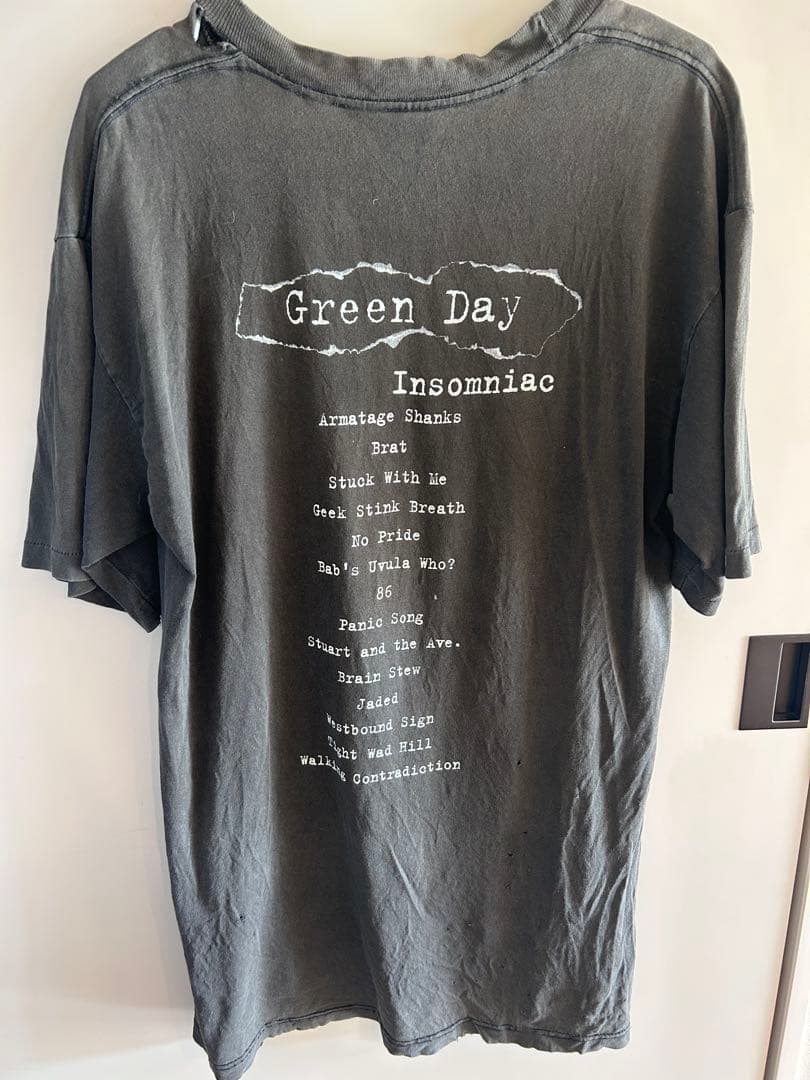 Green Day
Insomniac
Armatage Shanks
Brat
Stuck With Me
Geek Stink Breath
No Pride
Bab's Uvula Who?
86
Panic Song
Stuart and the Ave.
Brain Stew
Jaded
Westbound Sign
Tight Wad Hill
Walking Contradiction